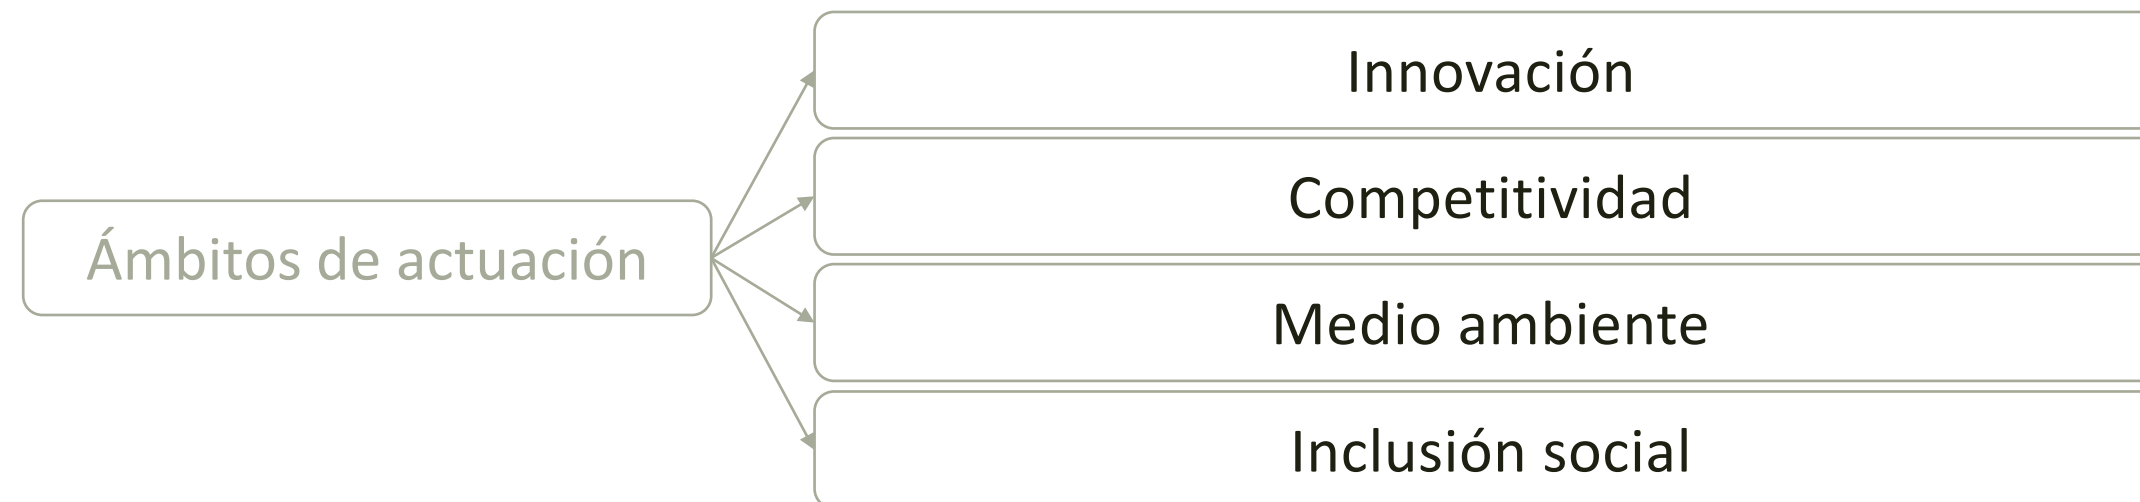 Ámbitos de actuación
Innovación
Competitividad
Medio ambiente
Inclusión social